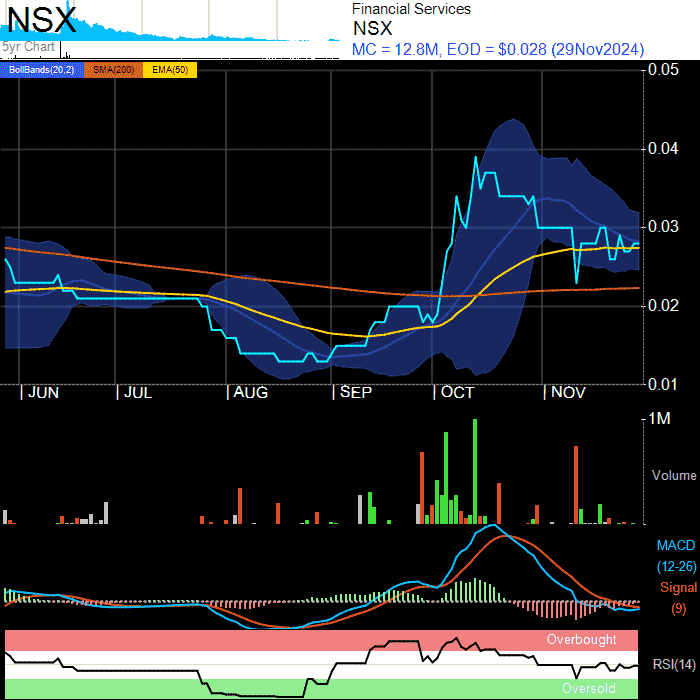 NSX
5yr Chart
Financial Services
NSX
MC = 12.8M, EOD = $0.028 (29Nov2024)
BollBands(20,2) SMA(200) EMA(50)
0.05
0.04
0.03
0.02
0.01
JUN JUL AUG SEP OCT NOV
1M
Volume
MACD
(12-26)
Signal
(9)
Overbought
RSI(14)
Oversold